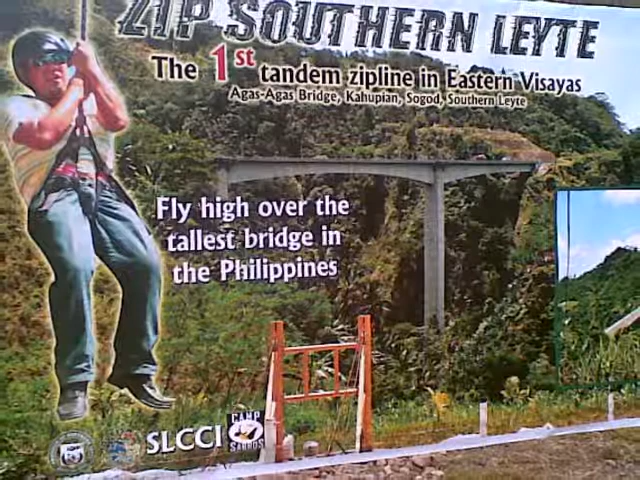 ZIP SOUTHERN LEYTE
The 1st tandem zipline in Eastern Visayas
Agas-Agas Bridge, Kahupian, Sogod, Southern Leyte
Fly high over the
tallest bridge in
the Philippines
SLCCI
CAMP